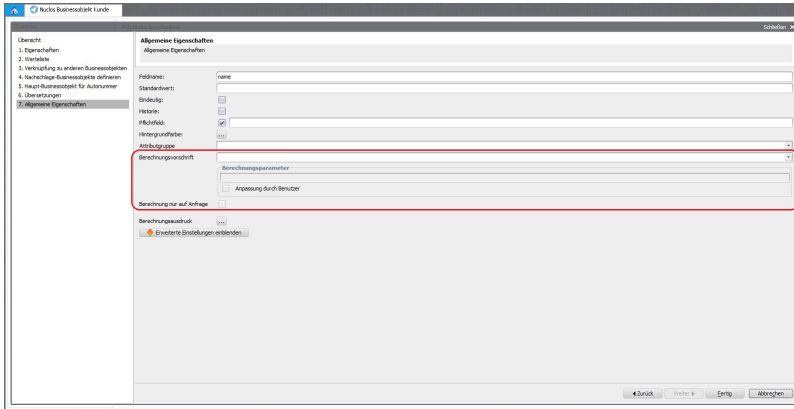 Nuclos Businessobjekt Kunde
Schließen
Übersicht
1. Eigenschaften
2. Werteliste
3. Verknüpfung zu anderen Businessobjekten
4. Nachschlage-Businessobjekte definieren
5. Haupt-Businessobjekt für Autonummer
6. Übersetzungen
7. Allgemeine Eigenschaften
Allgemeine Eigenschaften
Allgemeine Eigenschaften
Feldname:
name
Standardwert:
Eindeutig:
Historie:
Pflichtfeld:
Hintergrundfarbe:
...
Attributgruppe
Berechnungsvorschrift
Berechnungsparameter
Anpassung durch Benutzer
Berechnung nur auf Anfrage
Berechnungsausdruck
...
Erweiterte Einstellungen einblenden
Zurück
Weiter
Fertig
Abbrechen